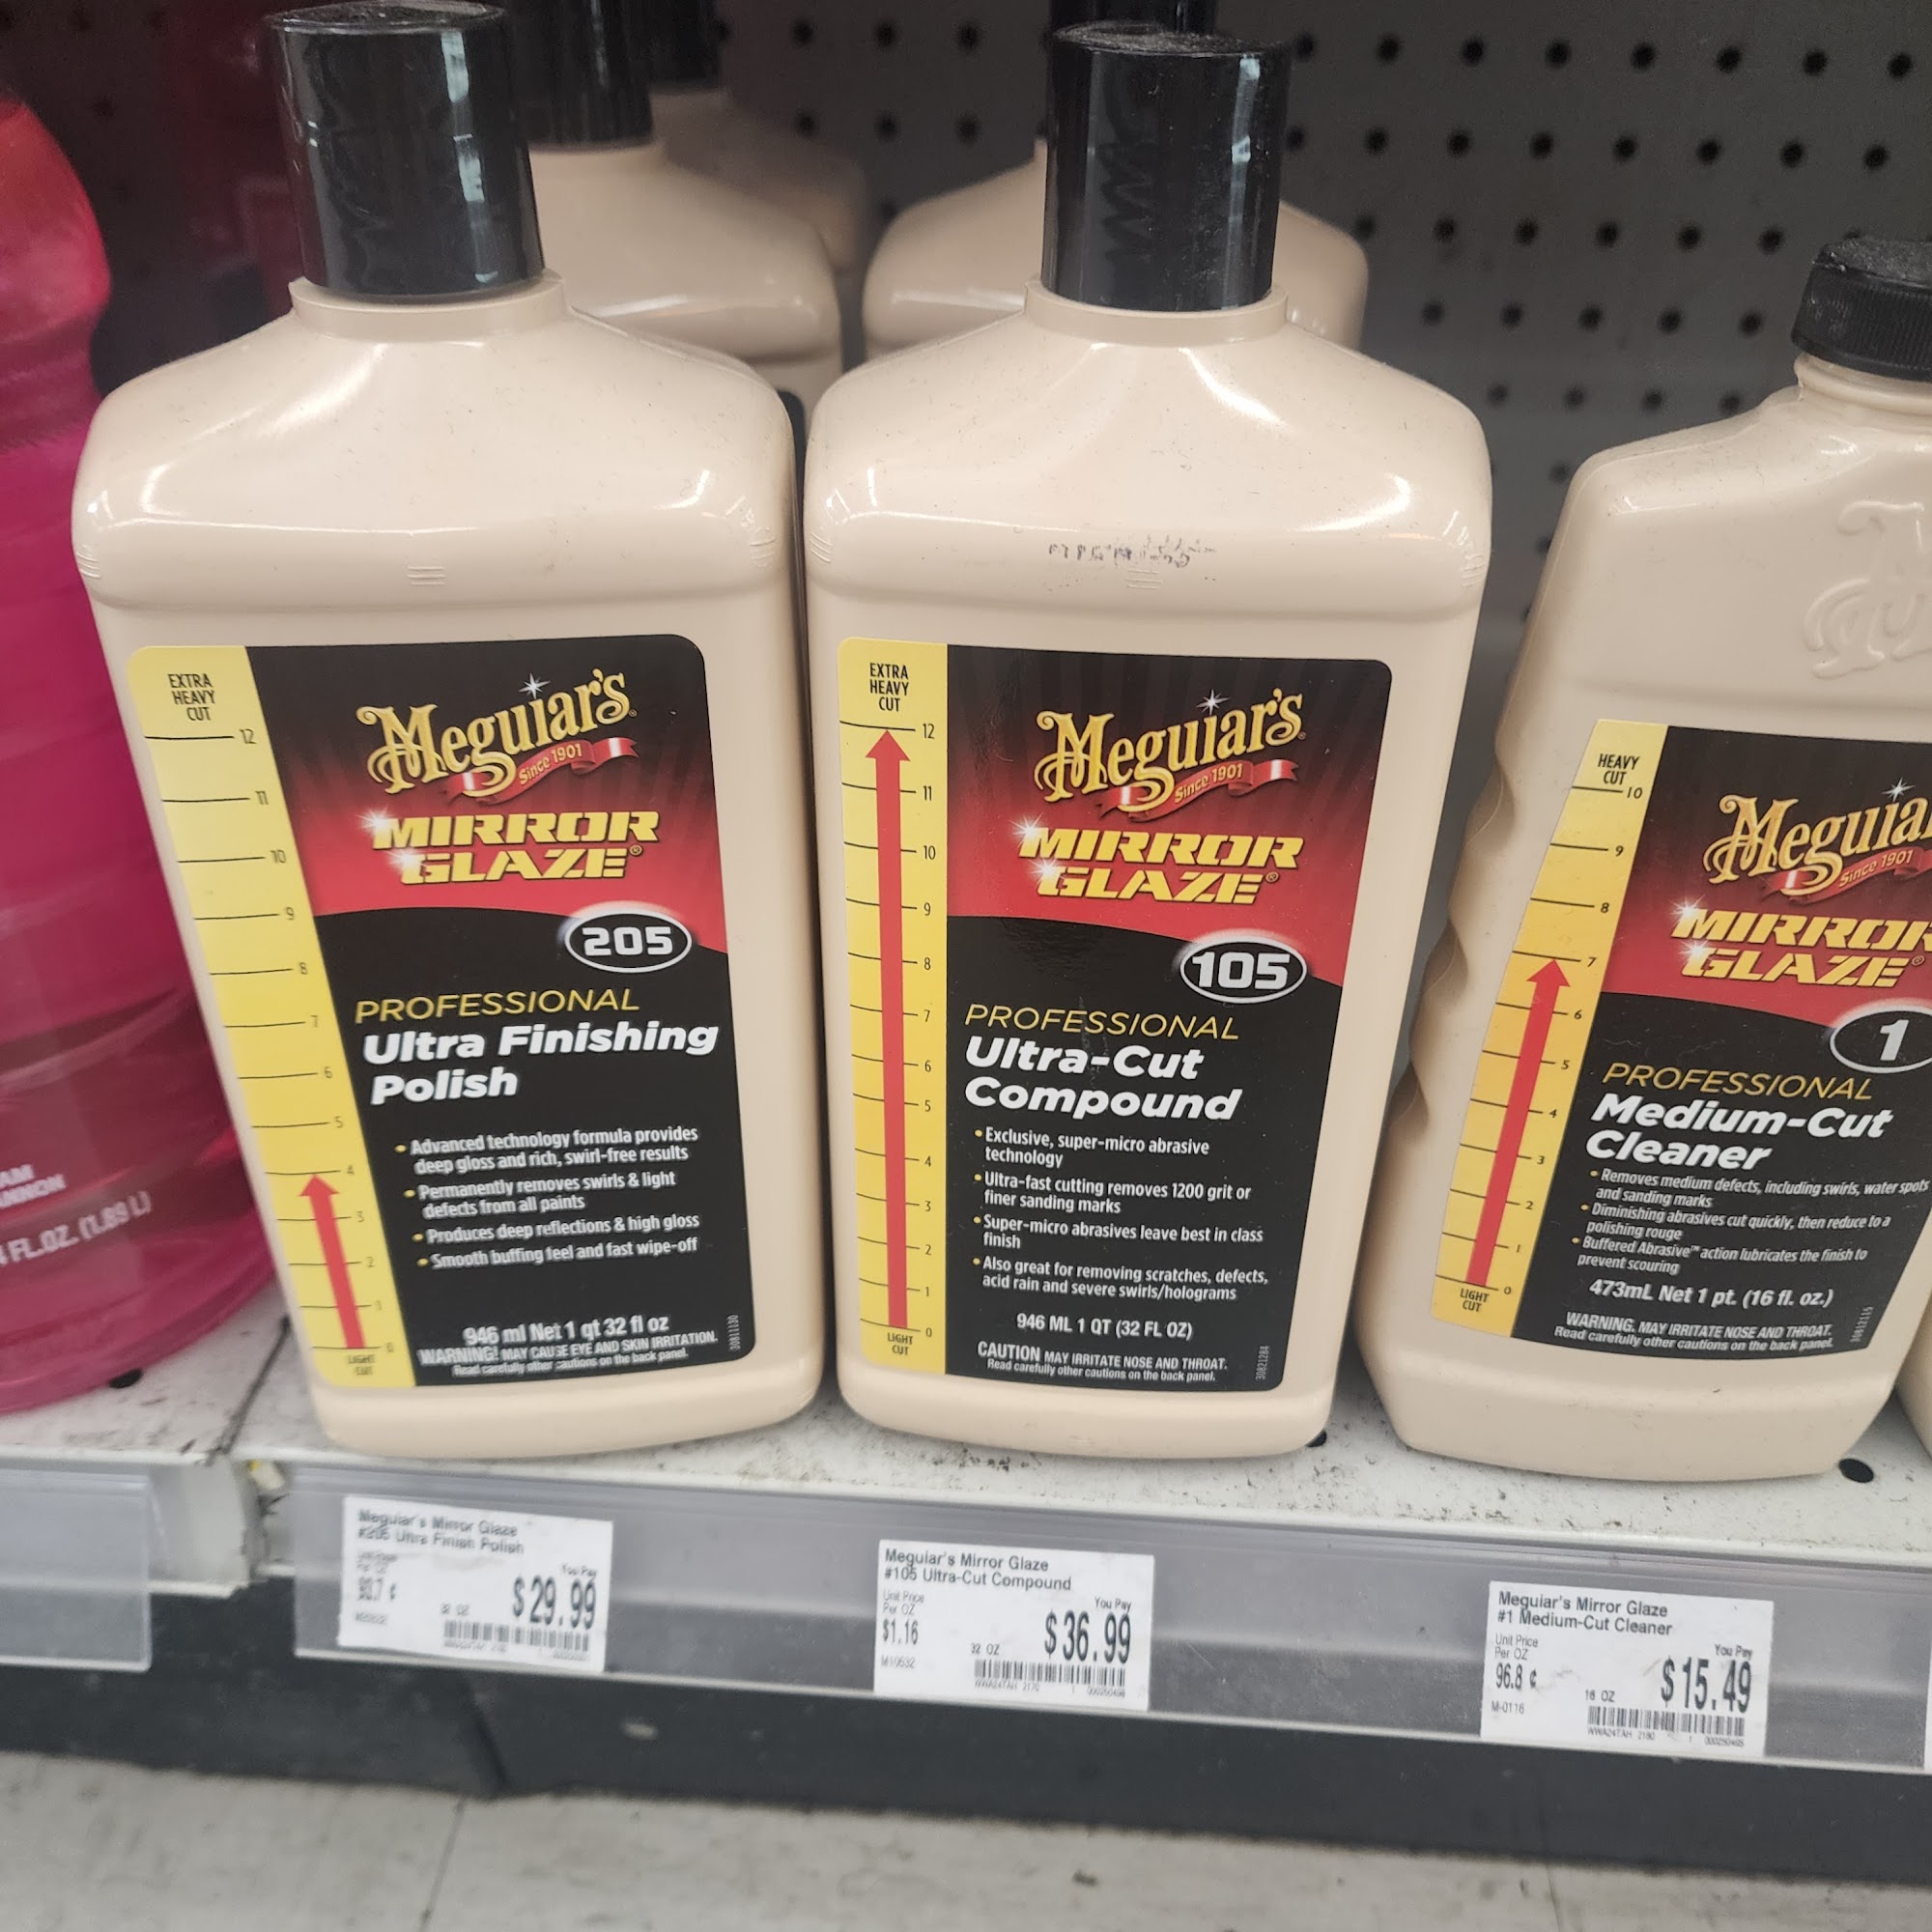 AM
ANNON
FL.OZ. (1.89 L)
EXTRA
HEAVY
CUT
12
11
10
9
8
7
6
5
4
3
2
1
0
LIGHT
CUT
Meguiar's
Since 1901
MIRROR
GLAZE®
205
PROFESSIONAL
Ultra Finishing
Polish
• Advanced technology formula provides
deep gloss and rich, swirl-free results
• Permanently removes swirls & light
defects from all paints
• Produces deep reflections & high gloss
• Smooth buffing feel and fast wipe-off
946 ml Net 1 qt 32 fl oz
WARNING! MAY CAUSE EYE AND SKIN IRRITATION.
Read carefully other cautions on the back panel.
EXTRA
HEAVY
CUT
12
11
10
9
8
7
6
5
4
3
2
1
0
LIGHT
CUT
Meguiar's
Since 1901
MIRROR
GLAZE®
105
PROFESSIONAL
Ultra-Cut
Compound
• Exclusive, super-micro abrasive
technology
• Ultra-fast cutting removes 1200 grit or
finer sanding marks
• Super-micro abrasives leave best in class
finish
• Also great for removing scratches, defects,
acid rain and severe swirls/holograms
946 ML 1 QT (32 FL OZ)
CAUTION MAY IRRITATE NOSE AND THROAT.
Read carefully other cautions on the back panel.
HEAVY
CUT
10
9
8
7
6
5
4
3
2
1
0
LIGHT
CUT
Meguia
Since 1901
MIRROR
GLAZE®
1
PROFESSIONAL
Medium-Cut
Cleaner
• Removes medium defects, including swirls, water spots
and sanding marks
• Diminishing abrasives cut quickly, then reduce to a
polishing rouge
• Buffered Abrasive™ action lubricates the finish to
prevent scouring
473mL Net 1 pt. (16 fl. oz.)
WARNING. MAY IRRITATE NOSE AND THROAT.
Read carefully other cautions on the back panel.
Meguiar's Mirror Glaze
#205 Ultra Finish Polish
You Pay
32 OZ
$29.99
Meguiar's Mirror Glaze
#105 Ultra-Cut Compound
Unit Price
Per OZ
You Pay
$1.16
32 OZ
$36.99
M10532
Meguiar's Mirror Glaze
#1 Medium-Cut Cleaner
Unit Price
Per OZ
You Pay
96.8 ¢
16 OZ
$15.49
M-0116